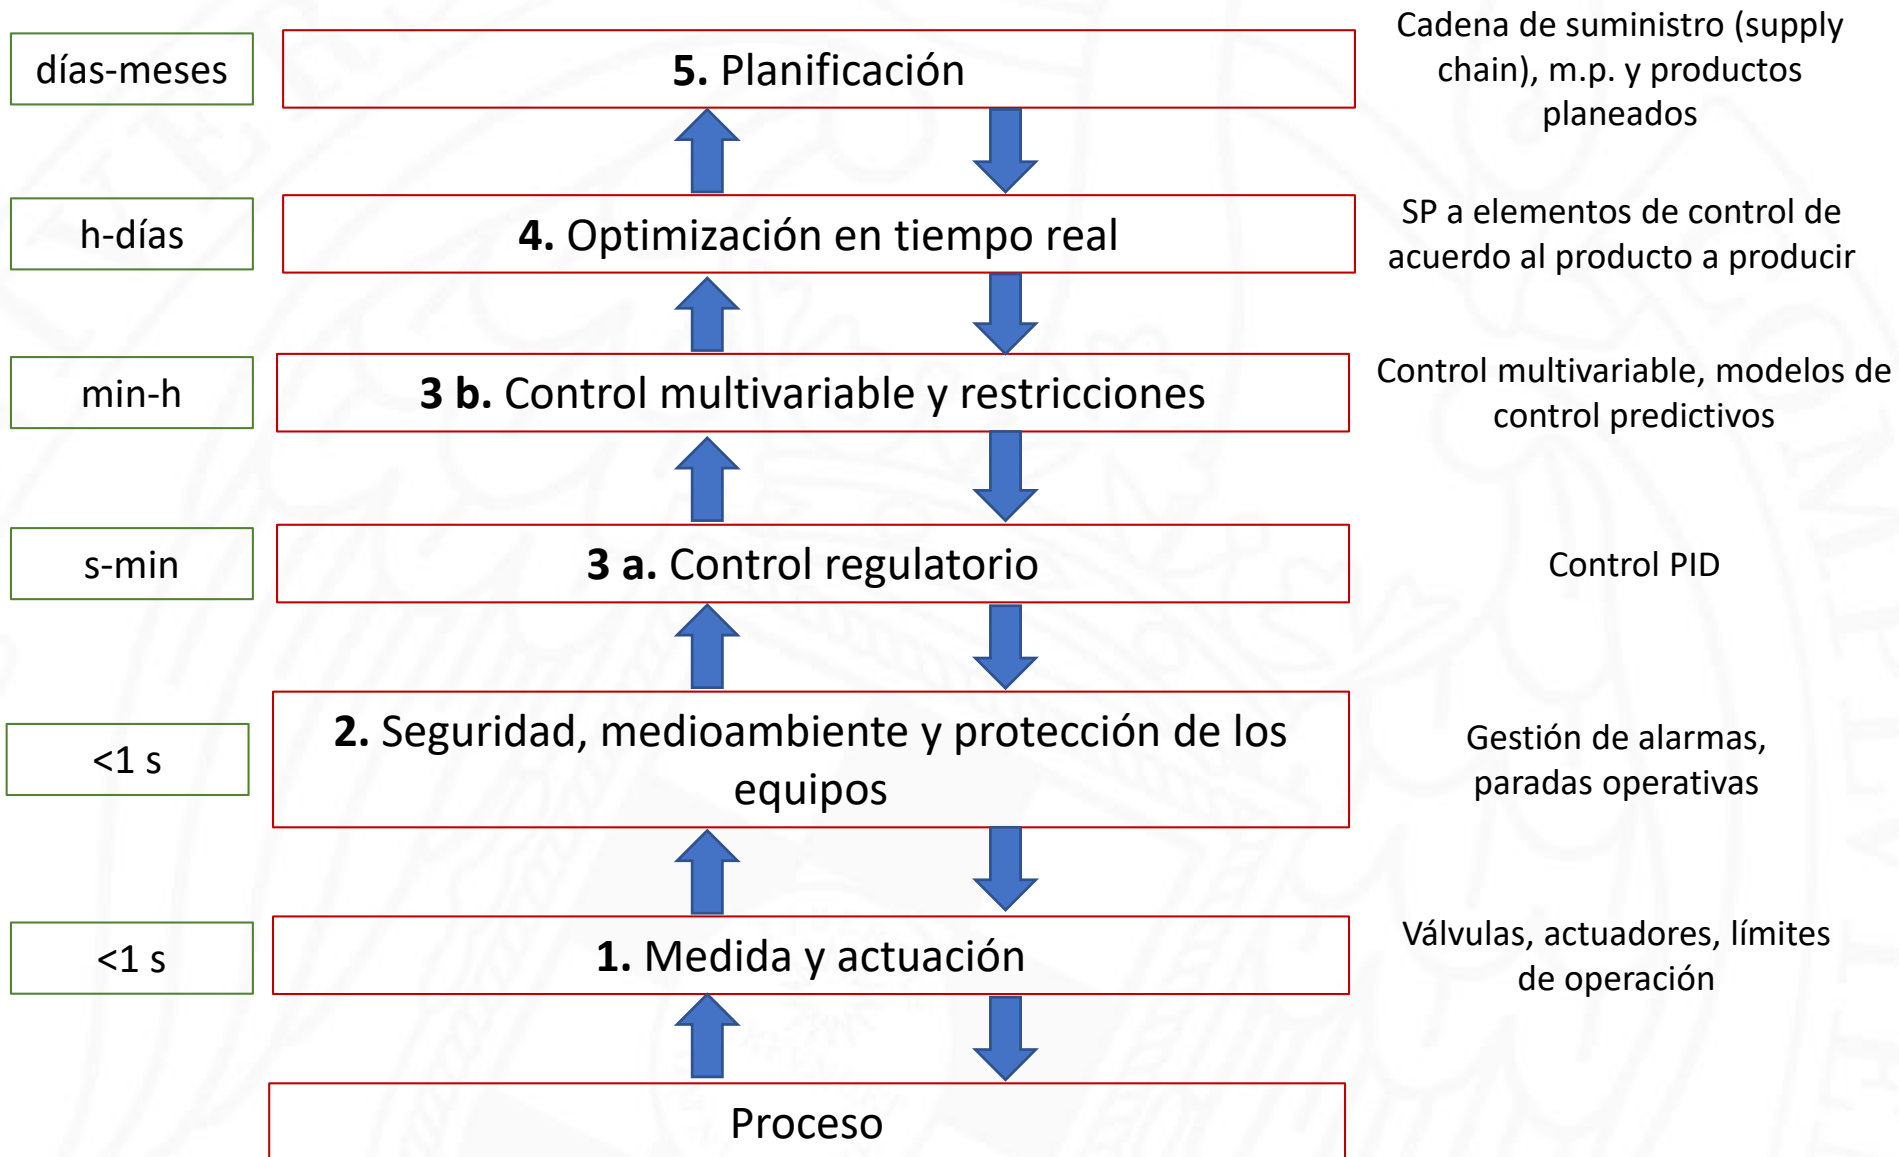 Cadena de suministro (supply
chain), m.p. y productos
planeados
días-meses
5. Planificación
h-días
4. Optimización en tiempo real
SP a elementos de control de
acuerdo al producto a producir
min-h
3 b. Control multivariable y restricciones
Control multivariable, modelos de
control predictivos
s-min
3 a. Control regulatorio
Control PID
<1 s
2. Seguridad, medioambiente y protección de los
equipos
Gestión de alarmas,
paradas operativas
<1 s
1. Medida y actuación
Válvulas, actuadores, límites
de operación
Proceso